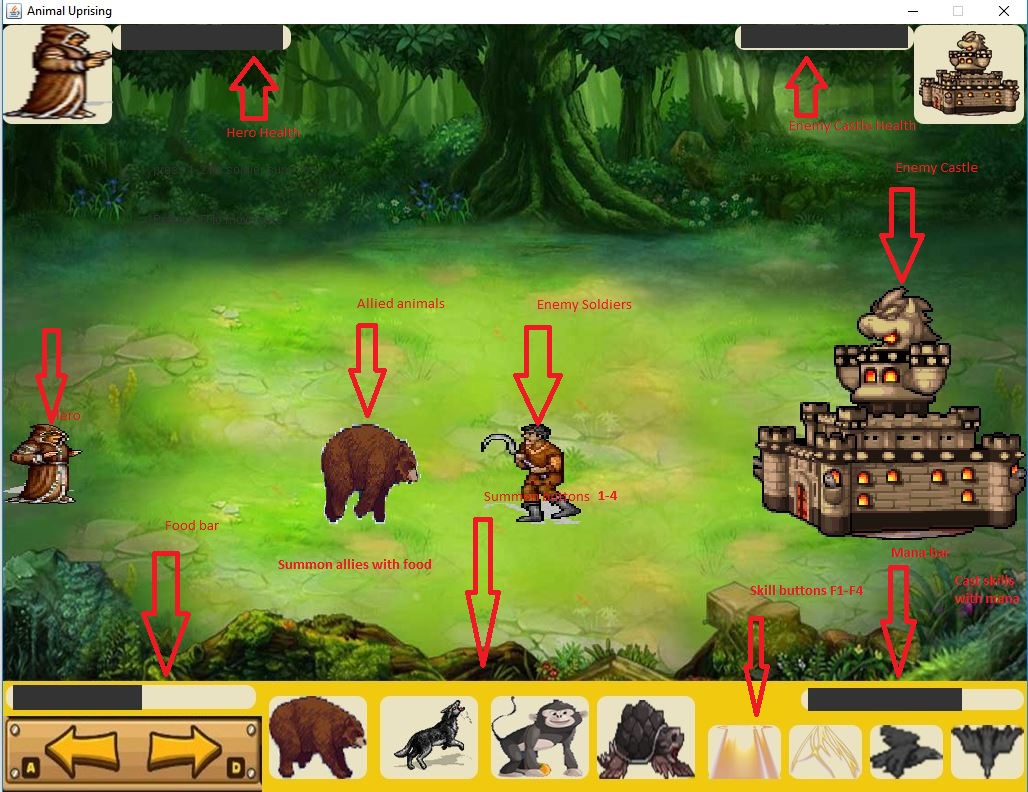 Animal Uprising
Hero Health
Enemy Castle Health
Enemy Castle
Allied animals
Enemy Soldiers
Hero
Summon buttons 1-4
Food bar
Summon allies with food
Mana bar
Skill buttons F1-F4
Cast skills
with mana
A
D